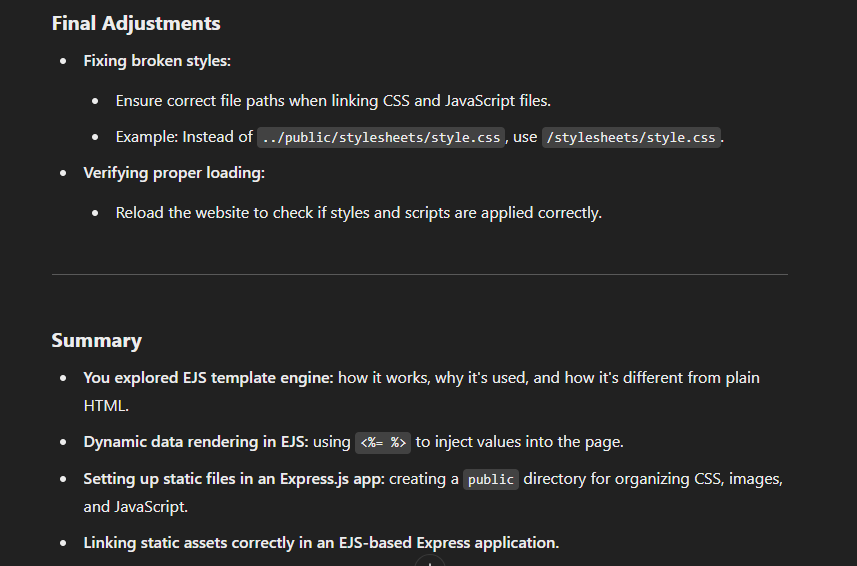 Final Adjustments
• Fixing broken styles:
• Ensure correct file paths when linking CSS and JavaScript files.
• Example: Instead of ../public/stylesheets/style.css, use /stylesheets/style.css.
• Verifying proper loading:
• Reload the website to check if styles and scripts are applied correctly.
Summary
• You explored EJS template engine: how it works, why it's used, and how it's different from plain
HTML.
• Dynamic data rendering in EJS: using <%= %> to inject values into the page.
• Setting up static files in an Express.js app: creating a public directory for organizing CSS, images,
and JavaScript.
• Linking static assets correctly in an EJS-based Express application.